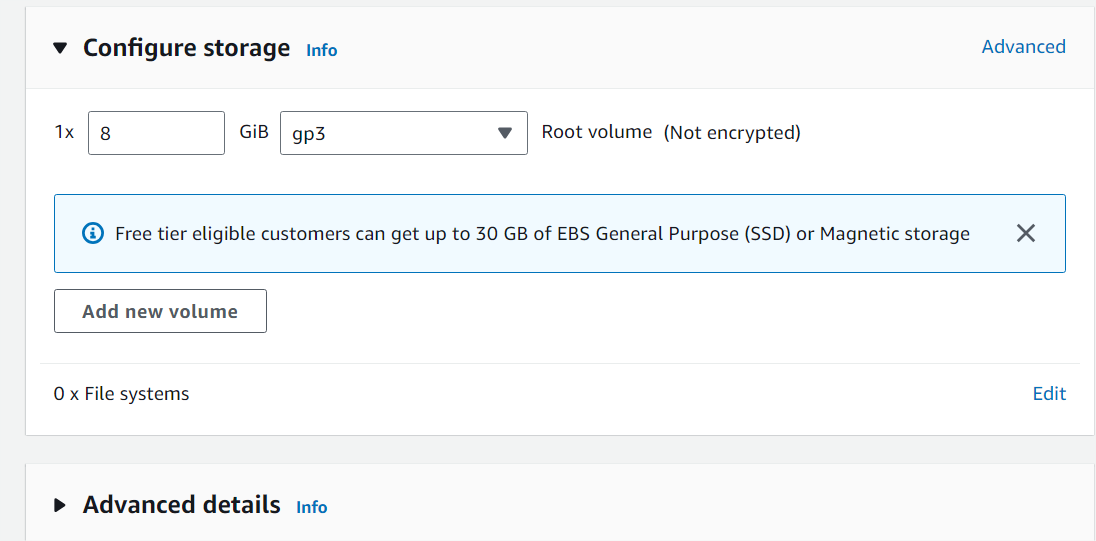 Configure storage Info Advanced
1x 8 GiB gp3 Root volume (Not encrypted)
Free tier eligible customers can get up to 30 GB of EBS General Purpose (SSD) or Magnetic storage
Add new volume
0 x File systems Edit
Advanced details Info